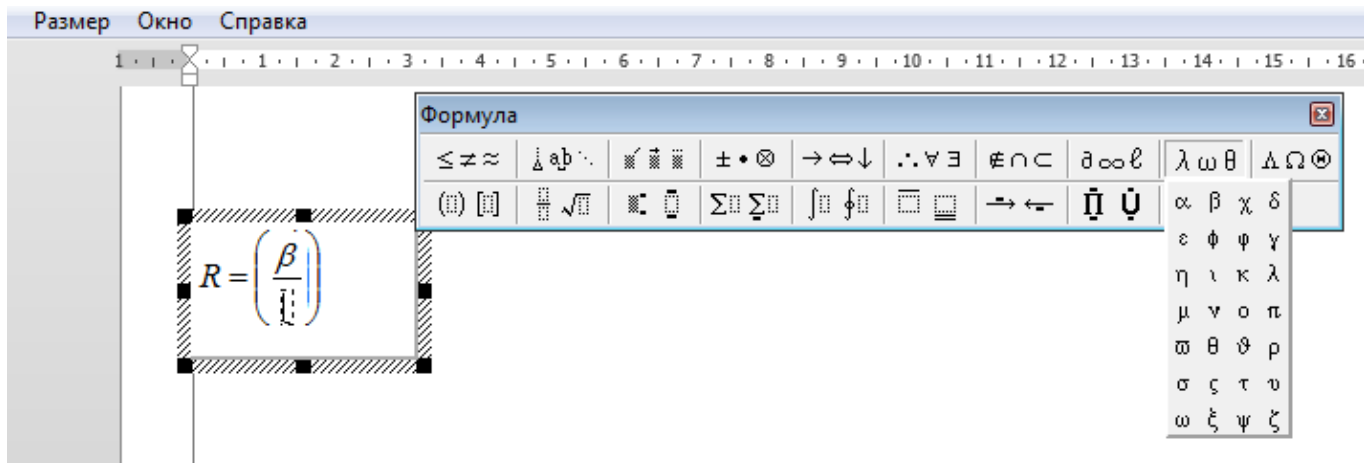 Размер Окно Справка
1 1 2 3 4 5 6 7 8 9 10 11 12 13 14 15 16
Формула
≤ ≠ ≈ a͎b ⋱ ± • ⊗ → ⇔ ↓ ∴ ∀ ∃ ∉ ∩ ⊂ ∂ ∞ ℓ λ ω θ Λ Ω Θ
( ) [ ] √ Σ Σ ∫ ∮ → ← Π̄ U̇
α β χ δ
ε ϕ φ γ
η ι κ λ
μ ν ο π
ϖ θ ϑ ρ
σ ς τ υ
ω ξ ψ ζ
R = ( β )